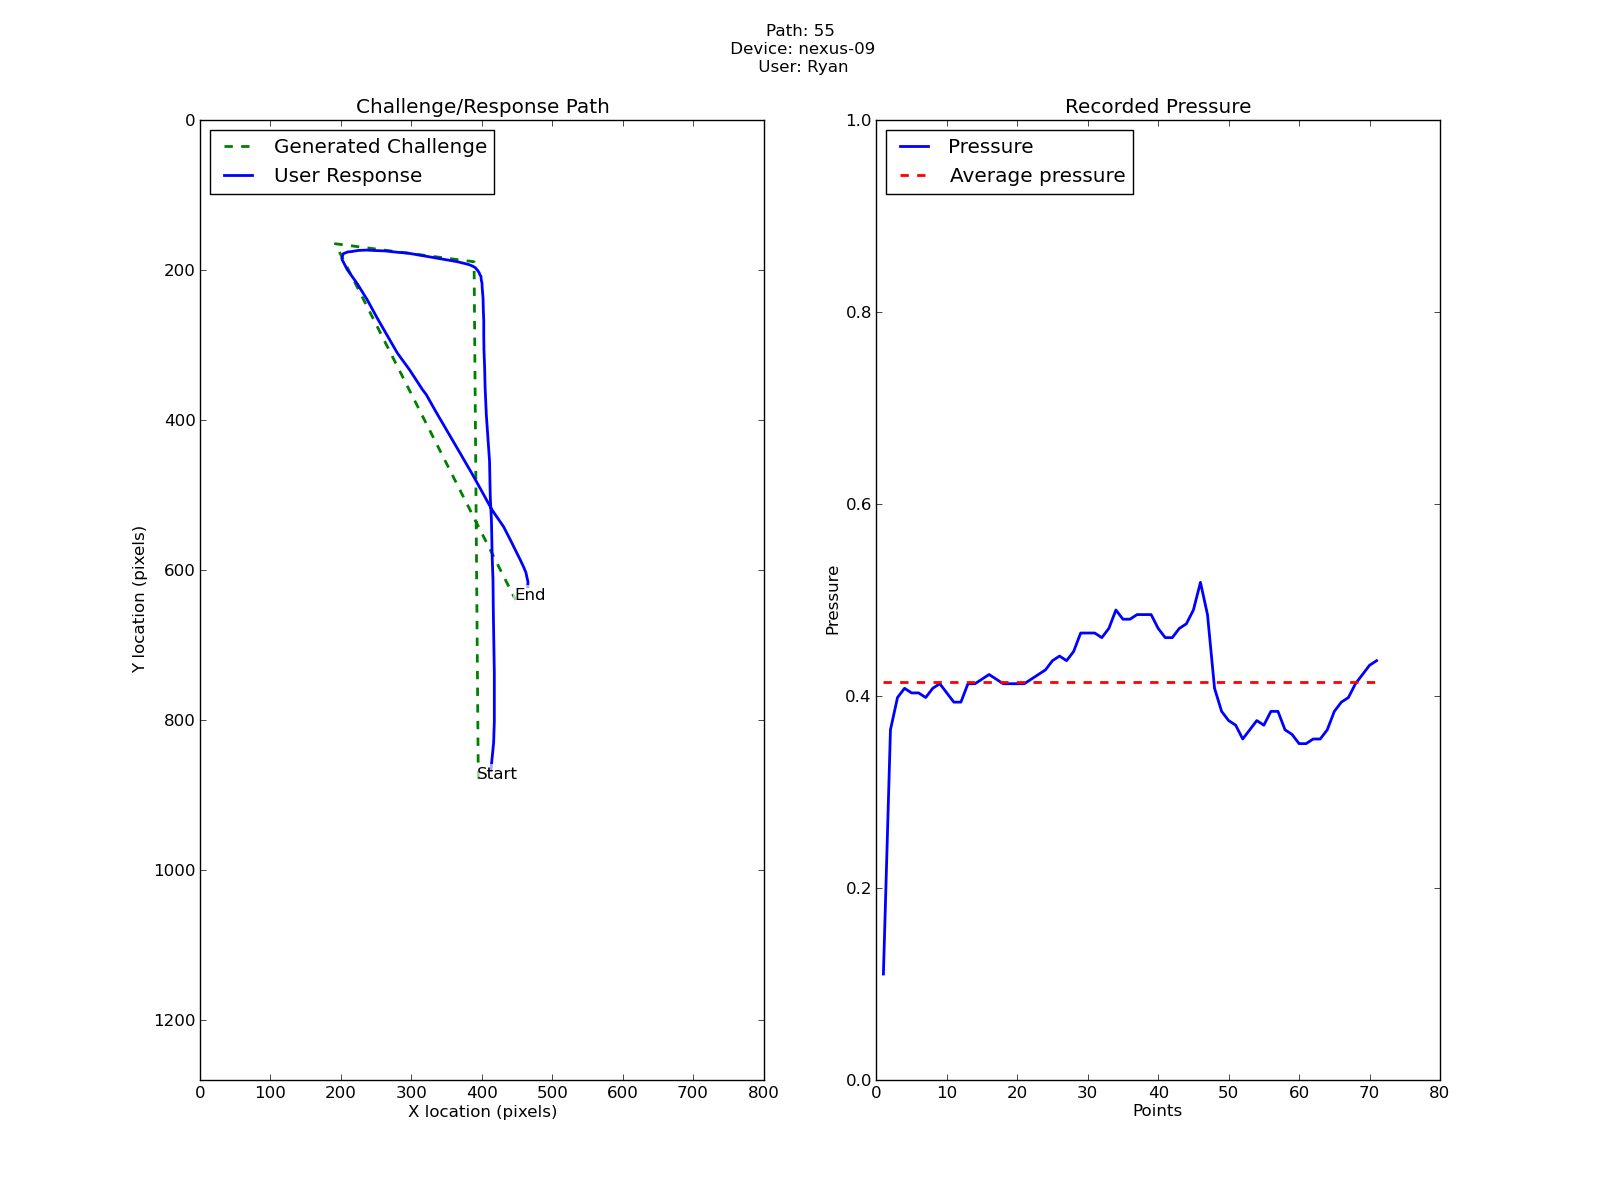 Path: 55
Device: nexus-09
User: Ryan
Challenge/Response Path
Generated Challenge
User Response
0
200
400
600
800
1000
1200
Y location (pixels)
End
Start
0 100 200 300 400 500 600 700 800
X location (pixels)
Recorded Pressure
Pressure
Average pressure
1.0
0.8
0.6
0.4
0.2
0.0
Pressure
0 10 20 30 40 50 60 70 80
Points